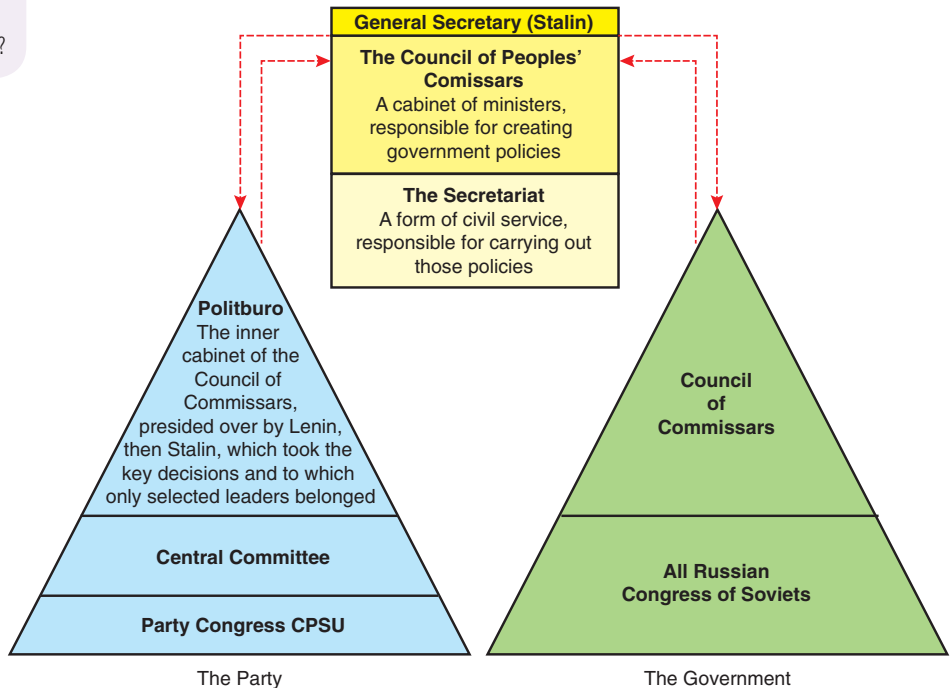 ?
General Secretary (Stalin)
The Council of Peoples'
Comissars
A cabinet of ministers,
responsible for creating
government policies
The Secretariat
A form of civil service,
responsible for carrying out
those policies
Politburo
The inner
cabinet of the
Council of
Commissars,
presided over by Lenin,
then Stalin, which took the
key decisions and to which
only selected leaders belonged
Central Committee
Party Congress CPSU
The Party
Council
of
Commissars
All Russian
Congress of Soviets
The Government